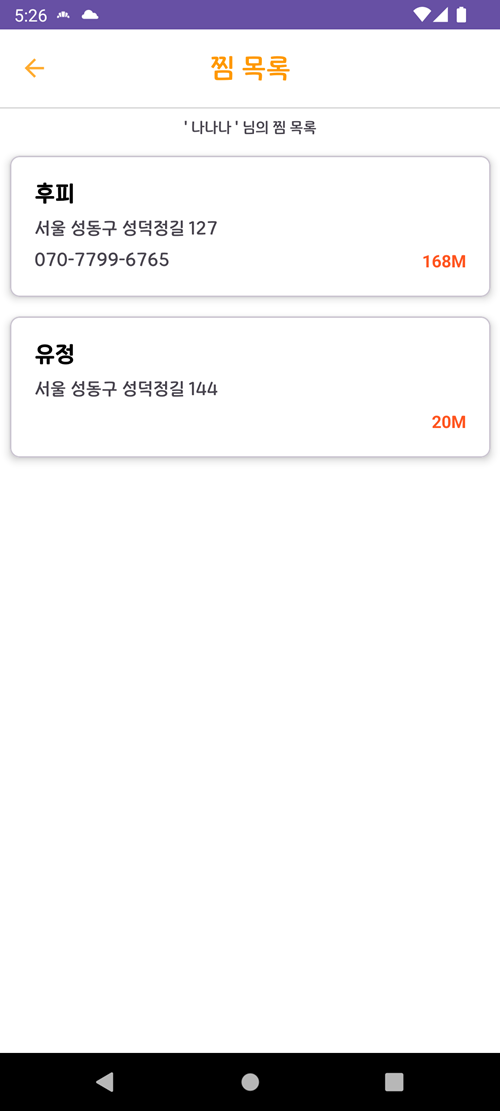 5:26
찜 목록
' 나나나 ' 님의 찜 목록
후피
서울 성동구 성덕정길 127
070-7799-6765
168M
유정
서울 성동구 성덕정길 144
20M